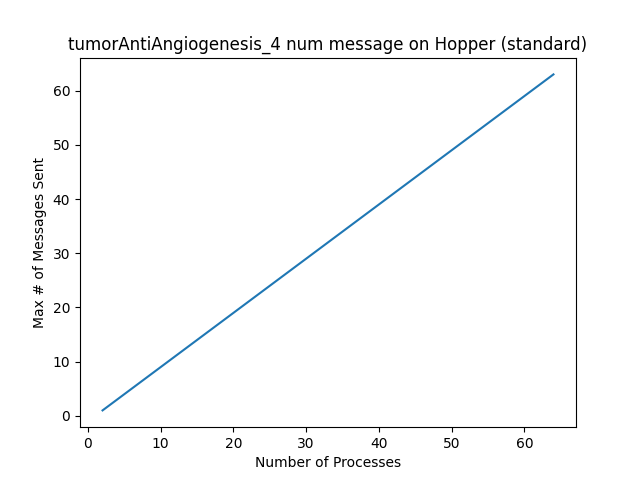 tumorAntiAngiogenesis_4 num message on Hopper (standard)
60
50
40
30
20
10
0
Max # of Messages Sent
0 10 20 30 40 50 60
Number of Processes